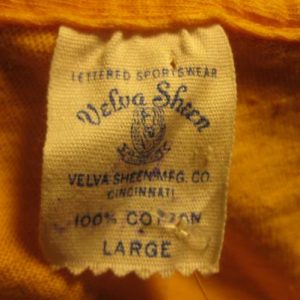 LETTERED SPORTSWEAR
Velva Sheen
VELVA SHEEN MFG. CO.
CINCINNATI
100% COTTON
LARGE